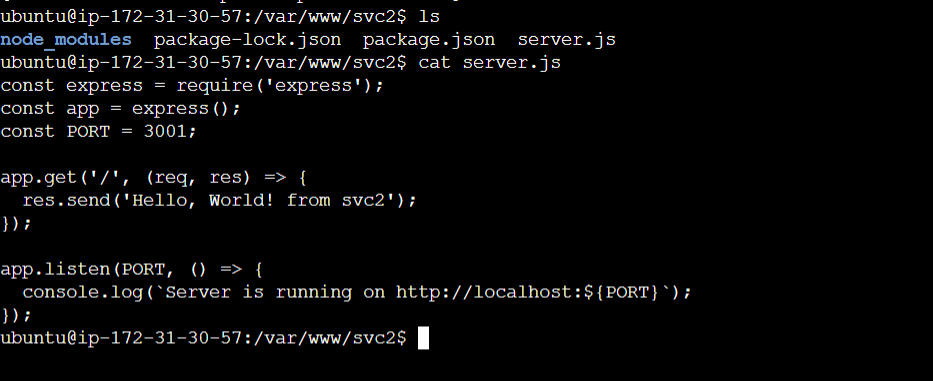 ubuntu@ip-172-31-30-57:/var/www/svc2$ ls
node_modules  package-lock.json  package.json  server.js
ubuntu@ip-172-31-30-57:/var/www/svc2$ cat server.js
const express = require('express');
const app = express();
const PORT = 3001;

app.get('/', (req, res) => {
  res.send('Hello, World! from svc2');
});

app.listen(PORT, () => {
  console.log(`Server is running on http://localhost:${PORT}`);
});
ubuntu@ip-172-31-30-57:/var/www/svc2$